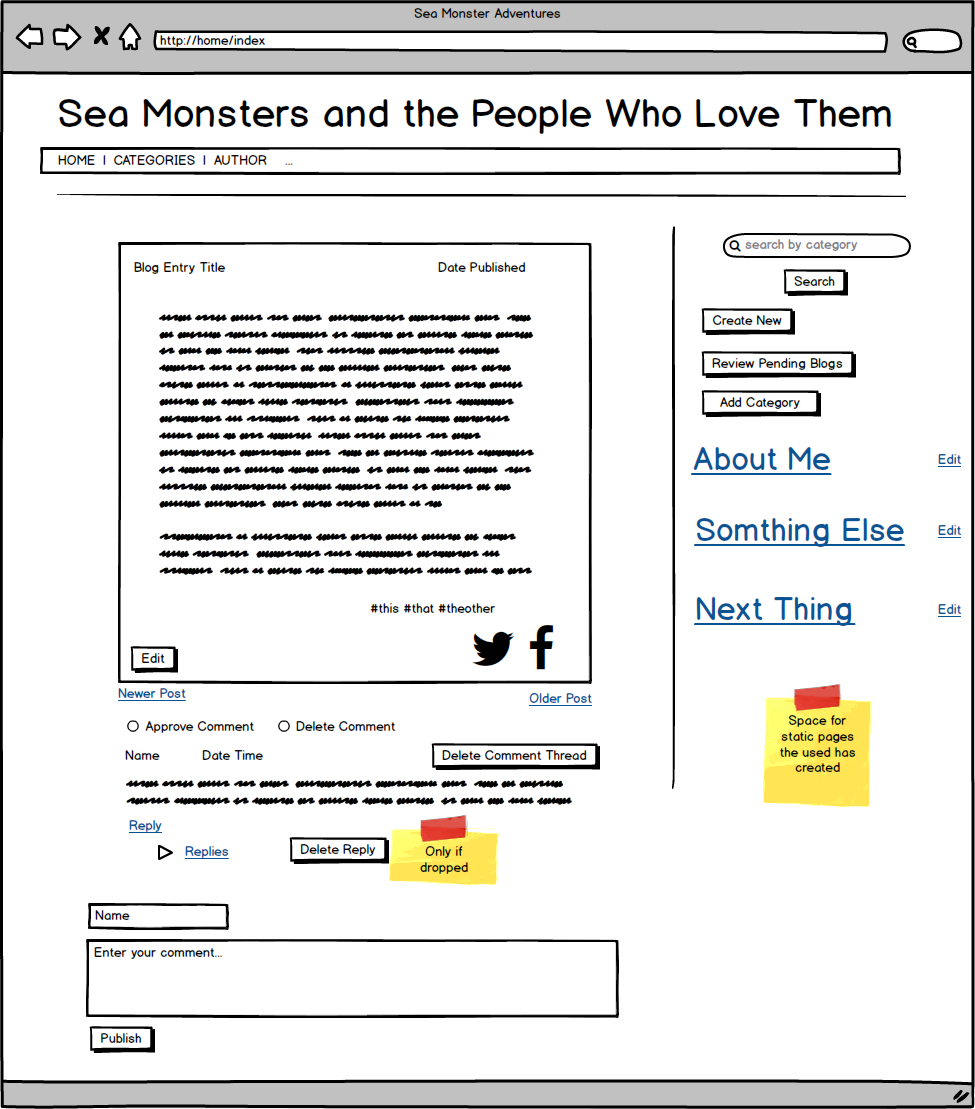 Sea Monster Adventures
http://home/index
Sea Monsters and the People Who Love Them
HOME | CATEGORIES | AUTHOR ...
search by category
Search
Create New
Review Pending Blogs
Add Category
About Me
Edit
Somthing Else
Edit
Next Thing
Edit
Space for
static pages
the used has
created
Blog Entry Title
Date Published
#this #that #theother
Edit
Newer Post
Older Post
Approve Comment
Delete Comment
Name
Date Time
Delete Comment Thread
Reply
Replies
Delete Reply
Only if
dropped
Name
Enter your comment...
Publish